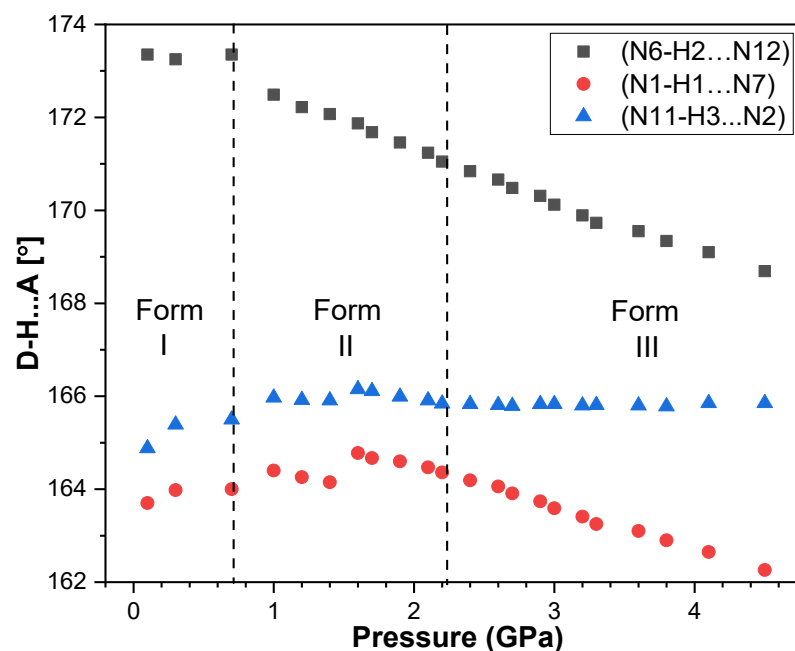 174
172
170
168
166
164
162
D-H...A [°]
(N6-H2…N12)
(N1-H1…N7)
(N11-H3...N2)
Form
I
Form
II
Form
III
0
1
2
3
4
Pressure (GPa)